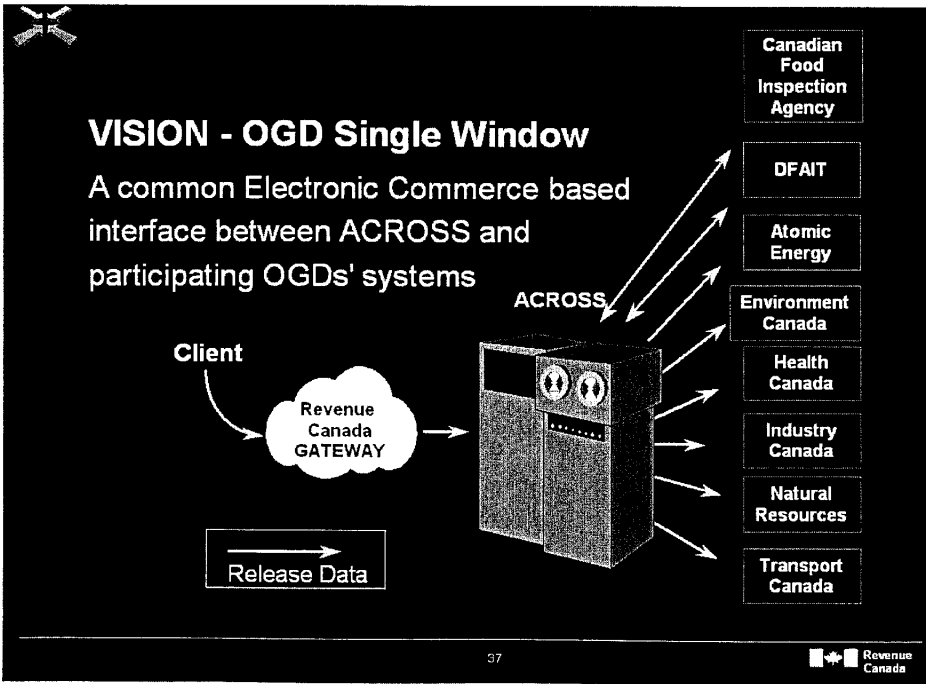 VISION - OGD Single Window
A common Electronic Commerce based
interface between ACROSS and
participating OGDs' systems
Client
Revenue
Canada
GATEWAY
ACROSS
Release Data
Canadian
Food
Inspection
Agency
DFAIT
Atomic
Energy
Environment
Canada
Health
Canada
Industry
Canada
Natural
Resources
Transport
Canada
37
Revenue
Canada